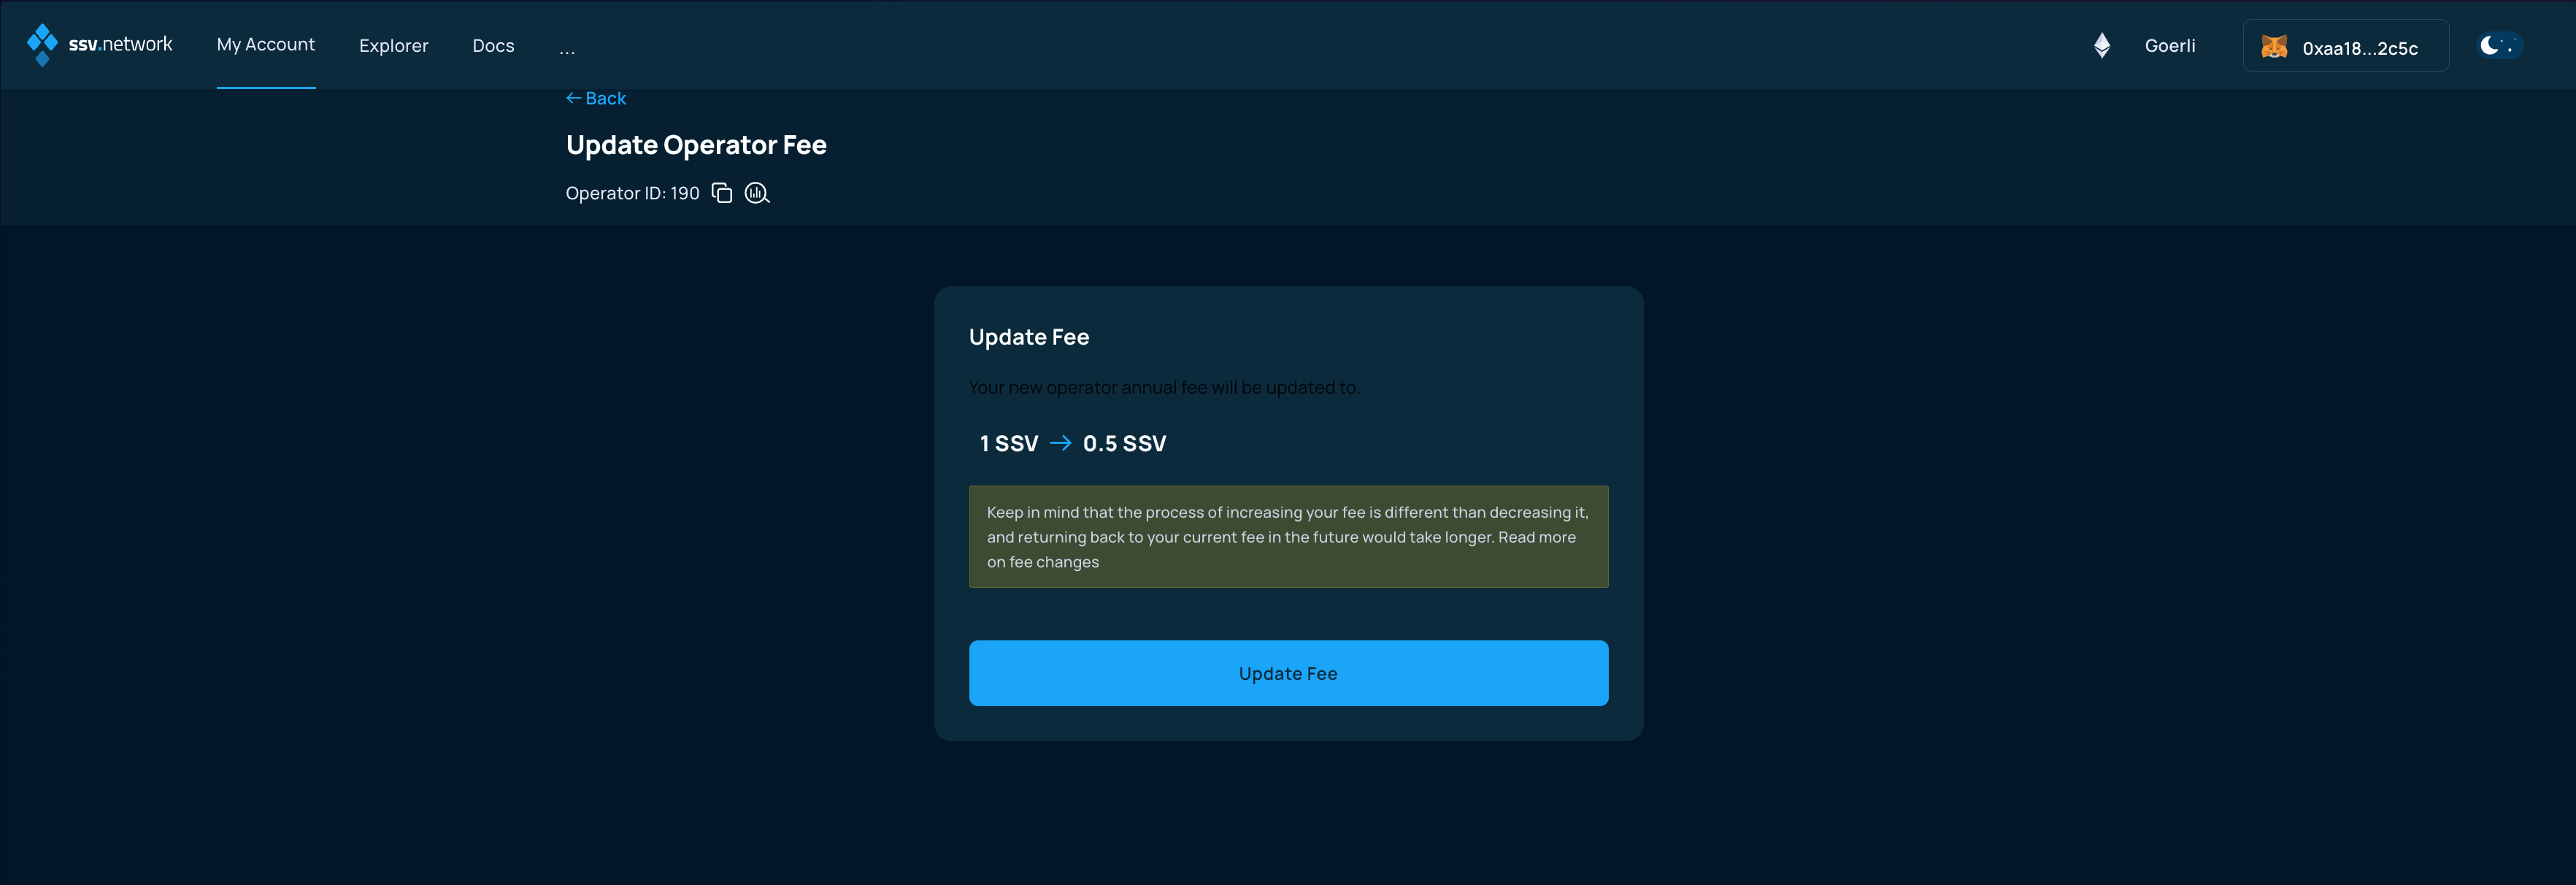 ssv.network
My Account
Explorer
Docs
...
Goerli
0xaa18...2c5c
Back
Update Operator Fee
Operator ID: 190
Update Fee
Your new operator annual fee will be updated to.
1 SSV → 0.5 SSV
Keep in mind that the process of increasing your fee is different than decreasing it,
and returning back to your current fee in the future would take longer. Read more
on fee changes
Update Fee